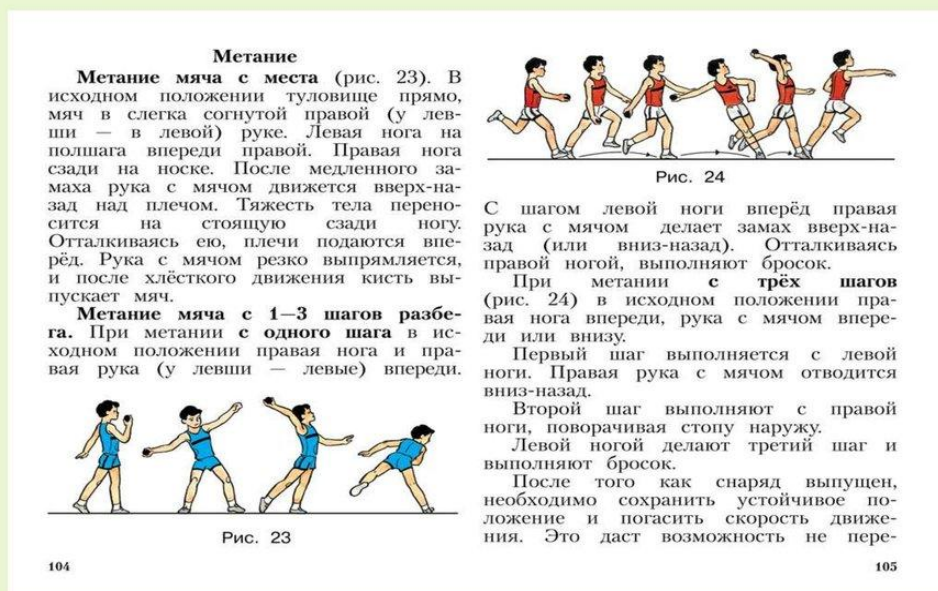 Метание
Метание мяча с места (рис. 23). В
исходном положении туловище прямо,
мяч в слегка согнутой правой (у лев-
ши — в левой) руке. Левая нога на
полшага впереди правой. Правая нога
сзади на носке. После медленного за-
маха рука с мячом движется вверх-на-
зад над плечом. Тяжесть тела перено-
сится на стоящую сзади ногу.
Отталкиваясь ею, плечи подаются впе-
рёд. Рука с мячом резко выпрямляется,
и после хлёсткого движения кисть вы-
пускает мяч.
Метание мяча с 1—3 шагов разбе-
га. При метании с одного шага в ис-
ходном положении правая нога и пра-
вая рука (у левши — левые) впереди.
Рис. 23
104
Рис. 24
С шагом левой ноги вперёд правая
рука с мячом делает замах вверх-на-
зад (или вниз-назад). Отталкиваясь
правой ногой, выполняют бросок.
При метании с трёх шагов
(рис. 24) в исходном положении пра-
вая нога впереди, рука с мячом впере-
ди или внизу.
Первый шаг выполняется с левой
ноги. Правая рука с мячом отводится
вниз-назад.
Второй шаг выполняют с правой
ноги, поворачивая стопу наружу.
Левой ногой делают третий шаг и
выполняют бросок.
После того как снаряд выпущен,
необходимо сохранить устойчивое по-
ложение и погасить скорость движе-
ния. Это даст возможность не пере-
105